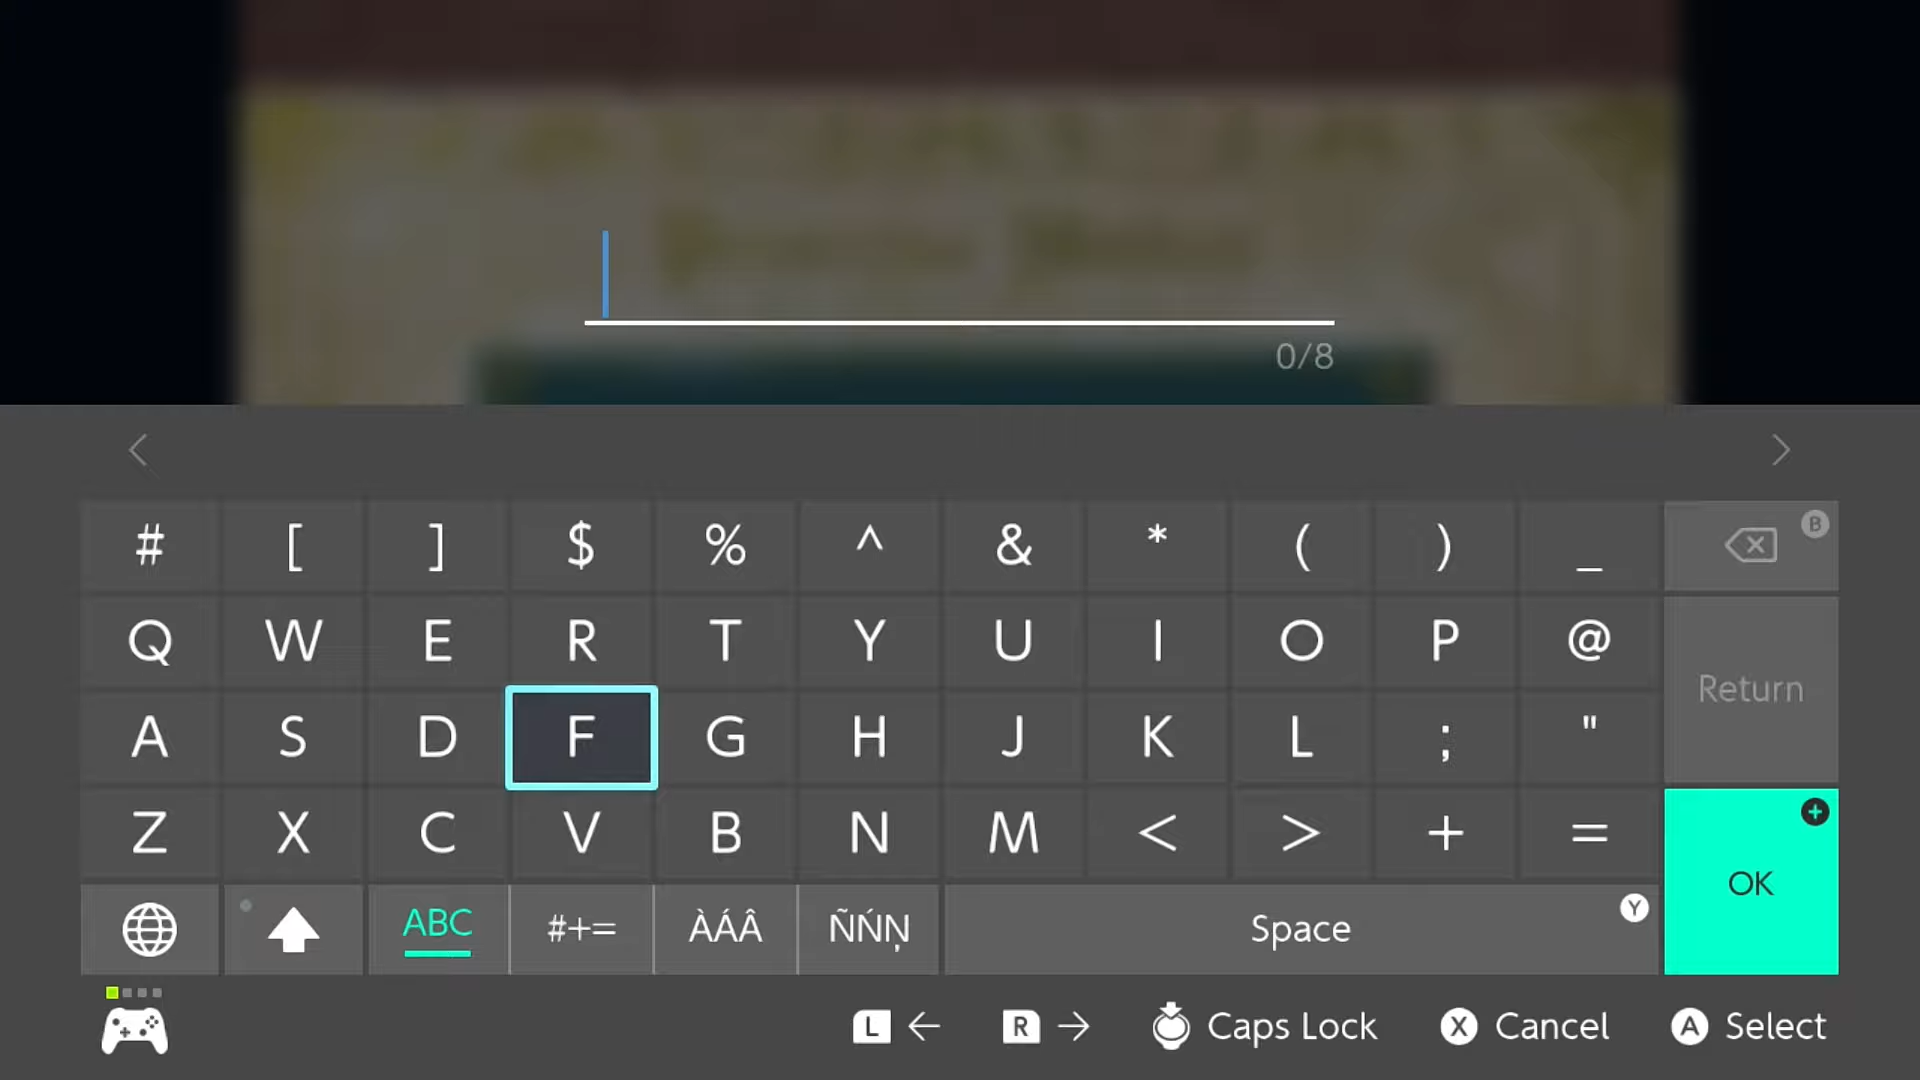 0/8
# [ ] $ % ^ & * ( ) _ B
Q W E R T Y U I O P @
Return
A S D F G H J K L ; "
Z X C V B N M < > + =
OK +
ABC #+= ÀÁÂ ÑŃŅ Space Y
L ← R → Caps Lock X Cancel A Select